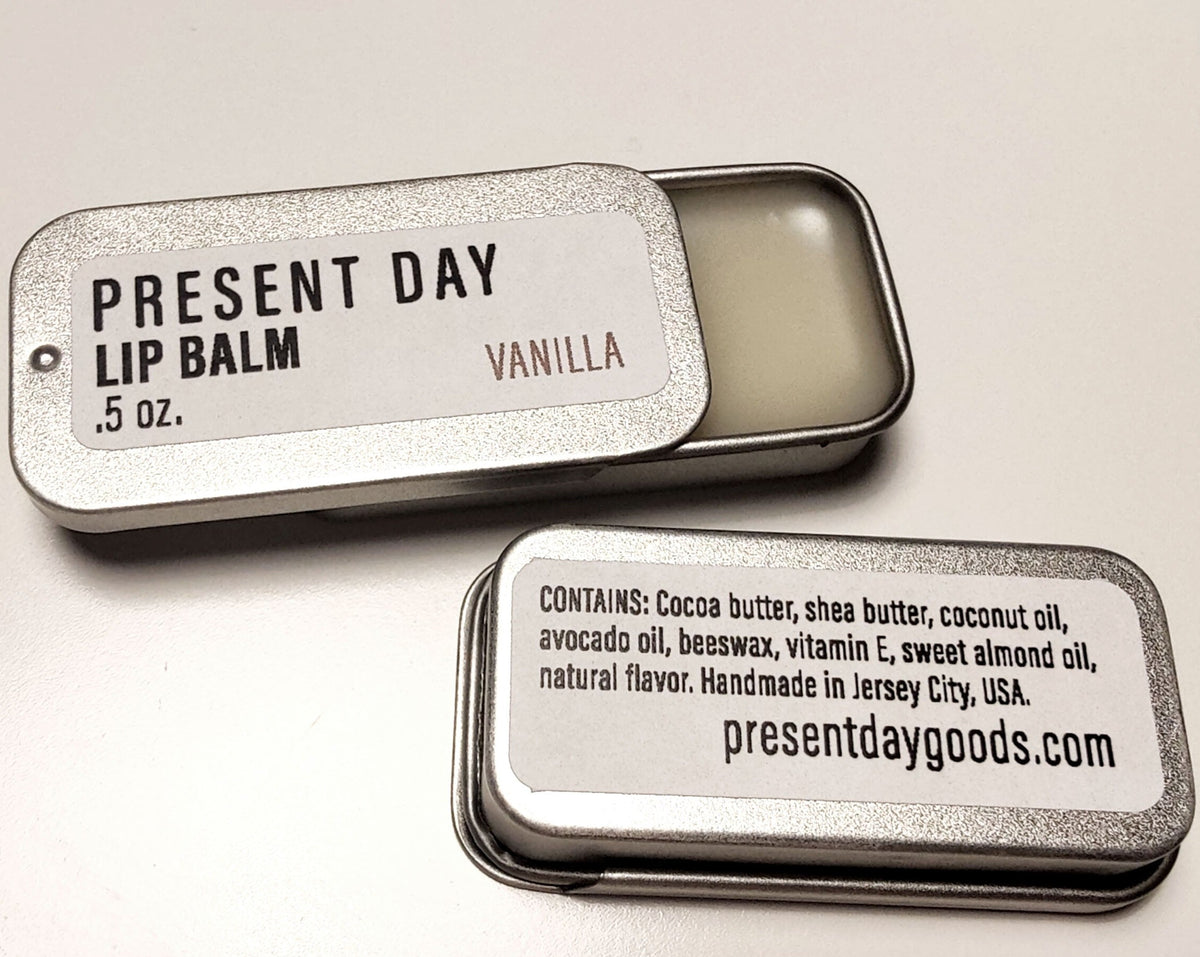 PRESENT DAY
LIP BALM
VANILLA
.5 oz.
CONTAINS: Cocoa butter, shea butter, coconut oil,
avocado oil, beeswax, vitamin E, sweet almond oil,
natural flavor. Handmade in Jersey City, USA.
presentdaygoods.com